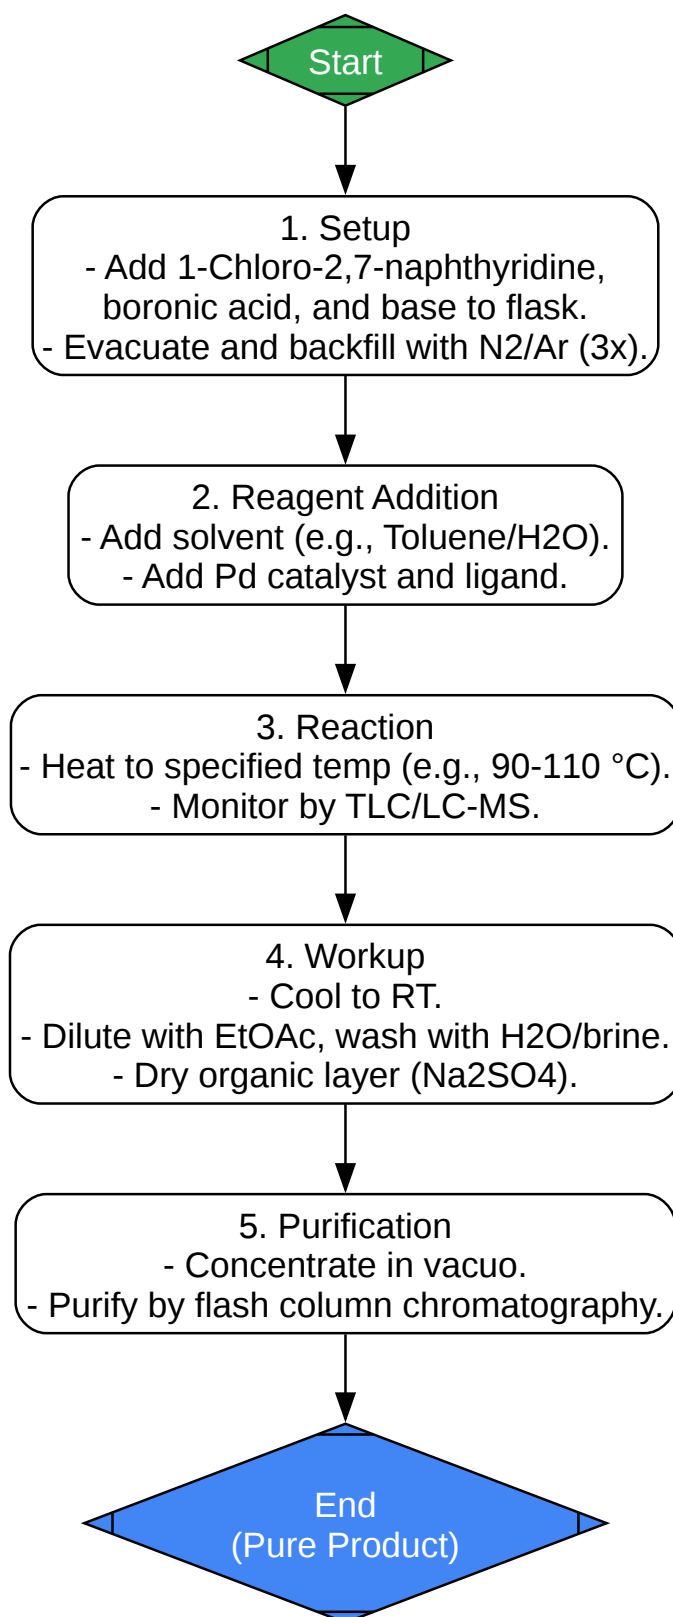 Start
1. Setup
- Add 1-Chloro-2,7-naphthyridine,
boronic acid, and base to flask.
- Evacuate and backfill with N2/Ar (3x).
2. Reagent Addition
- Add solvent (e.g., Toluene/H2O).
- Add Pd catalyst and ligand.
3. Reaction
- Heat to specified temp (e.g., 90-110 °C).
- Monitor by TLC/LC-MS.
4. Workup
- Cool to RT.
- Dilute with EtOAc, wash with H2O/brine.
- Dry organic layer (Na2SO4).
5. Purification
- Concentrate in vacuo.
- Purify by flash column chromatography.
End
(Pure Product)